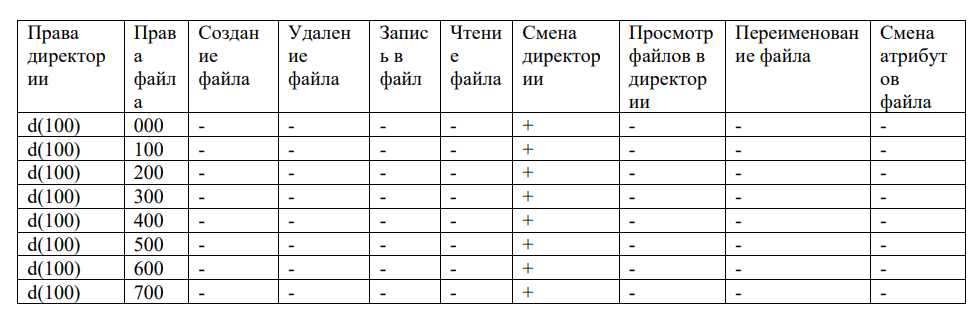 Права директории | Права файла | Создание файла | Удаление файла | Запись в файл | Чтение файла | Смена директории | Просмотр файлов в директории | Переименование файла | Смена атрибутов файла
d(100) | 000 | - | - | - | - | + | - | - | -
d(100) | 100 | - | - | - | - | + | - | - | -
d(100) | 200 | - | - | - | - | + | - | - | -
d(100) | 300 | - | - | - | - | + | - | - | -
d(100) | 400 | - | - | - | - | + | - | - | -
d(100) | 500 | - | - | - | - | + | - | - | -
d(100) | 600 | - | - | - | - | + | - | - | -
d(100) | 700 | - | - | - | - | + | - | - | -